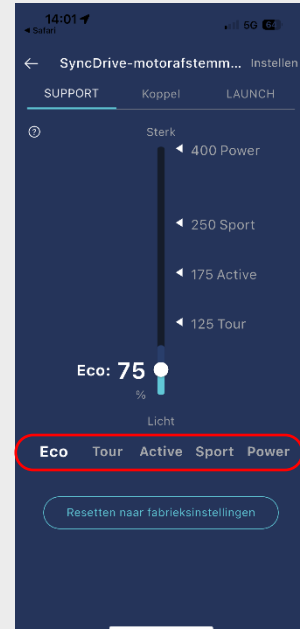 14:01
◀ Safari
5G 64
← SyncDrive-motorafstemm... Instellen
SUPPORT Koppel LAUNCH
Sterk
400 Power
250 Sport
175 Active
125 Tour
Eco: 75
%
Licht
Eco Tour Active Sport Power
Resetten naar fabrieksinstellingen